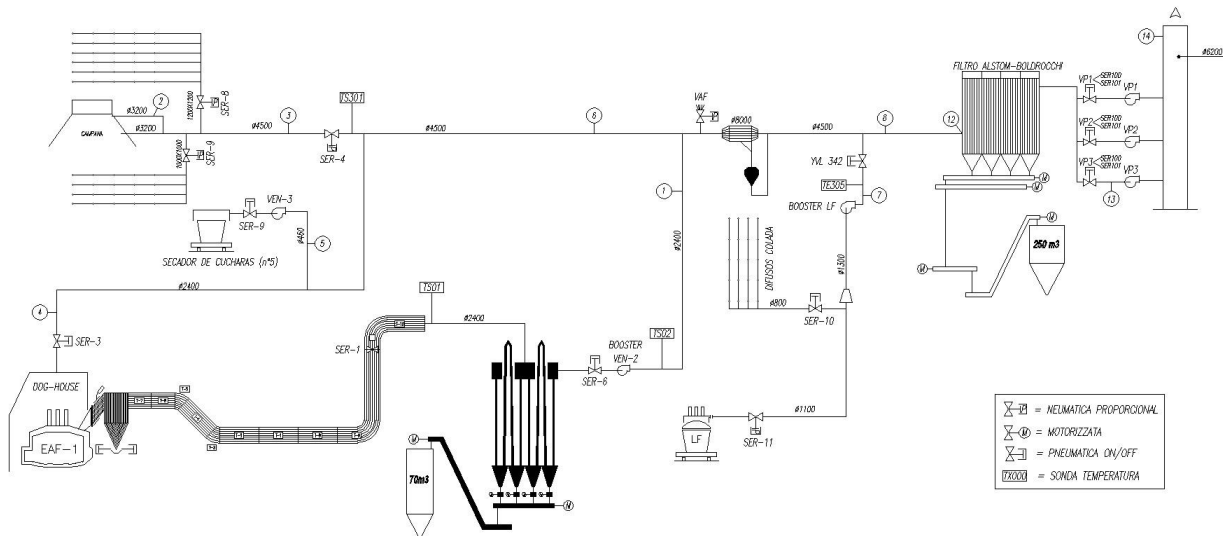 14
Ø6200
FILTRO ALSTOM-BOLDROCCHI
2
Ø3200
Ø3200
CAMPANA
1200X1200
SER-8
1000X1000
SER-9
Ø4500
3
TS301
SER-4
Ø4500
6
VAF
P
Ø8000
Ø4500
8
12
VP1
SER100
SER101
VP1
VP2
SER100
SER101
VP2
VP3
SER100
SER101
VP3
13
M
M
YVL 342
TE305
7
BOOSTER LF
1
Ø2400
VEN-3
SER-9
Ø460
5
SECADOR DE CUCHARAS (nº5)
DIFUSOS COLADA
Ø1300
Ø800
SER-10
M
250 m3
M
Ø2400
4
SER-3
TS01
Ø2400
SER-1
BOOSTER
VEN-2
TS02
SER-6
DOG-HOUSE
EAF-1
Ø1100
SER-11
LF
M
70m3
M
P = NEUMATICA PROPORCIONAL
M = MOTORIZZATA
= PNEUMATICA ON/OFF
TX000 = SONDA TEMPERATURA